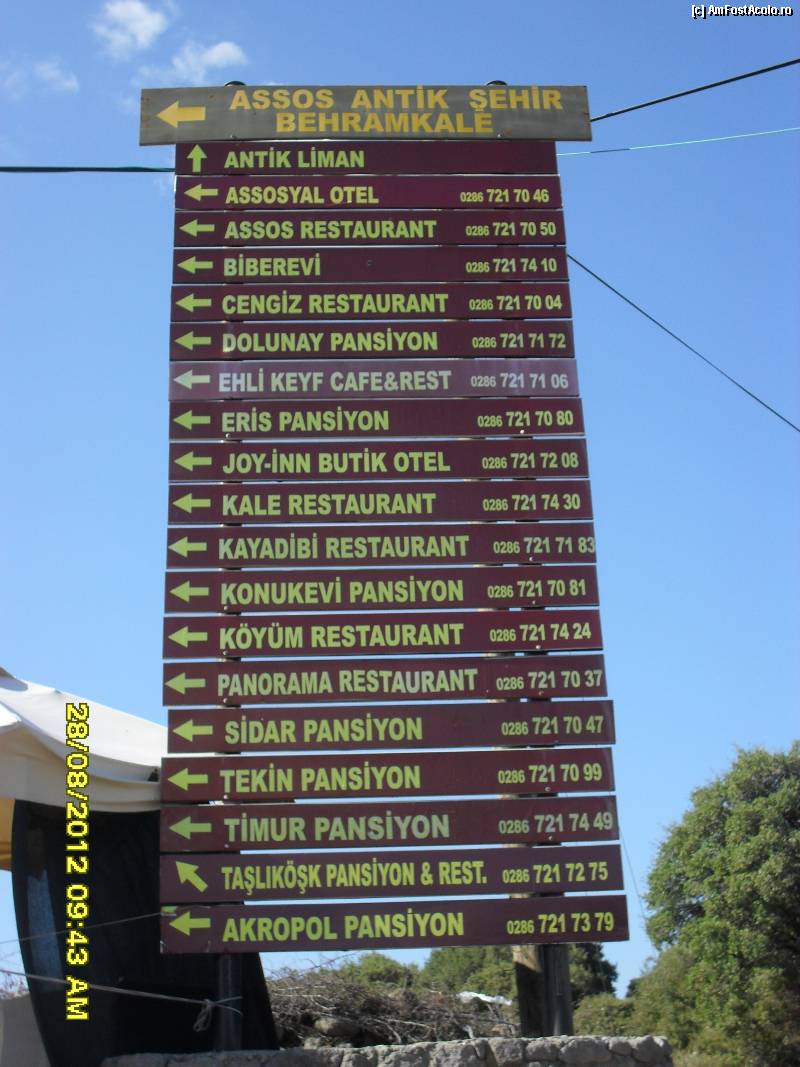 [c] AmFostAcolo.ro
ASSOS ANTİK ŞEHİR
BEHRAMKALE
ANTİK LİMAN
ASSOSYAL OTEL 0286 721 70 46
ASSOS RESTAURANT 0286 721 70 50
BİBEREVİ 0286 721 74 10
CENGİZ RESTAURANT 0286 721 70 04
DOLUNAY PANSİYON 0286 721 71 72
EHLİ KEYF CAFE&REST 0286 721 71 06
ERİS PANSİYON 0286 721 70 80
JOY-İNN BUTİK OTEL 0286 721 72 08
KALE RESTAURANT 0286 721 74 30
KAYADİBİ RESTAURANT 0286 721 71 83
KONUKEVİ PANSİYON 0286 721 70 81
KÖYÜM RESTAURANT 0286 721 74 24
PANORAMA RESTAURANT 0286 721 70 37
SİDAR PANSİYON 0286 721 70 47
TEKİN PANSİYON 0286 721 70 99
TİMUR PANSİYON 0286 721 74 49
TAŞLIKÖŞK PANSİYON & REST. 0286 721 72 75
AKROPOL PANSİYON 0286 721 73 79
28/08/2012 09:43 AM